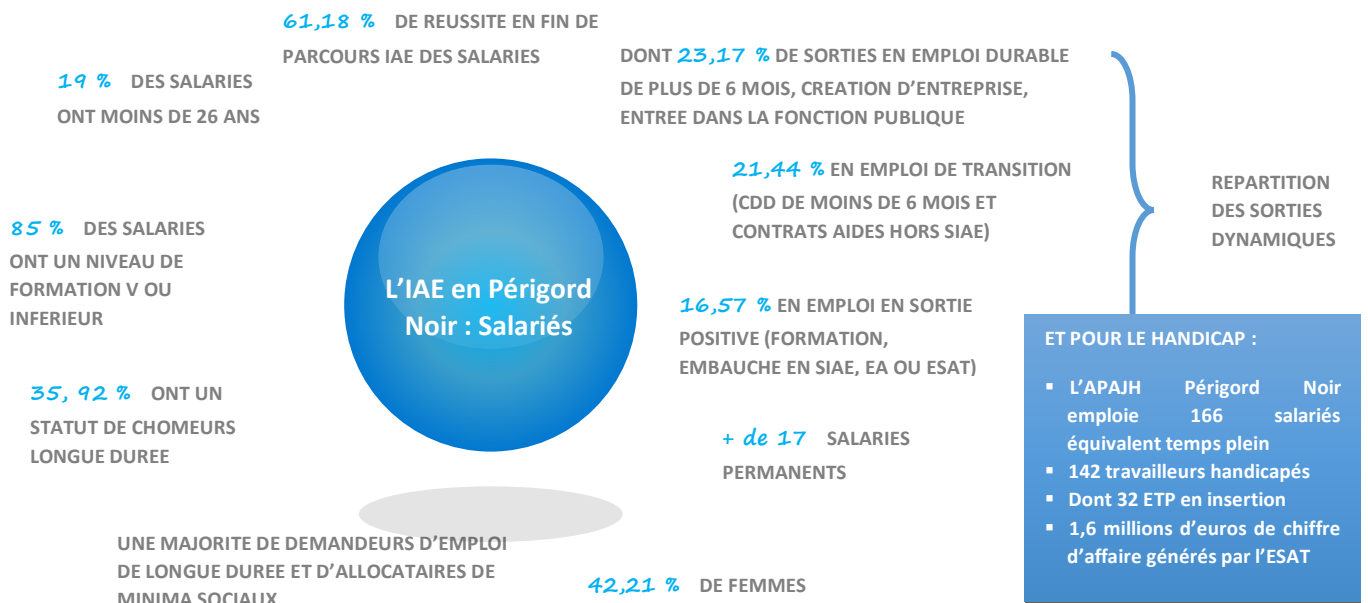 61,18 % DE REUSSITE EN FIN DE
PARCOURS IAE DES SALARIES
19 % DES SALARIES
ONT MOINS DE 26 ANS
DONT 23,17 % DE SORTIES EN EMPLOI DURABLE
DE PLUS DE 6 MOIS, CREATION D’ENTREPRISE,
ENTREE DANS LA FONCTION PUBLIQUE
21,44 % EN EMPLOI DE TRANSITION
(CDD DE MOINS DE 6 MOIS ET
CONTRATS AIDES HORS SIAE)
REPARTITION
DES SORTIES
DYNAMIQUES
85 % DES SALARIES
ONT UN NIVEAU DE
FORMATION V OU
INFERIEUR
L’IAE en Périgord
Noir : Salariés
16,57 % EN EMPLOI EN SORTIE
POSITIVE (FORMATION,
EMBAUCHE EN SIAE, EA OU ESAT)
35, 92 % ONT UN
STATUT DE CHOMEURS
LONGUE DUREE
+ de 17 SALARIES
PERMANENTS
ET POUR LE HANDICAP :
▪ L’APAJH Périgord Noir
emploie 166 salariés
équivalent temps plein
▪ 142 travailleurs handicapés
▪ Dont 32 ETP en insertion
▪ 1,6 millions d’euros de chiffre
d’affaire générés par l’ESAT
UNE MAJORITE DE DEMANDEURS D’EMPLOI
DE LONGUE DUREE ET D’ALLOCATAIRES DE
MINIMA SOCIAUX
42,21 % DE FEMMES